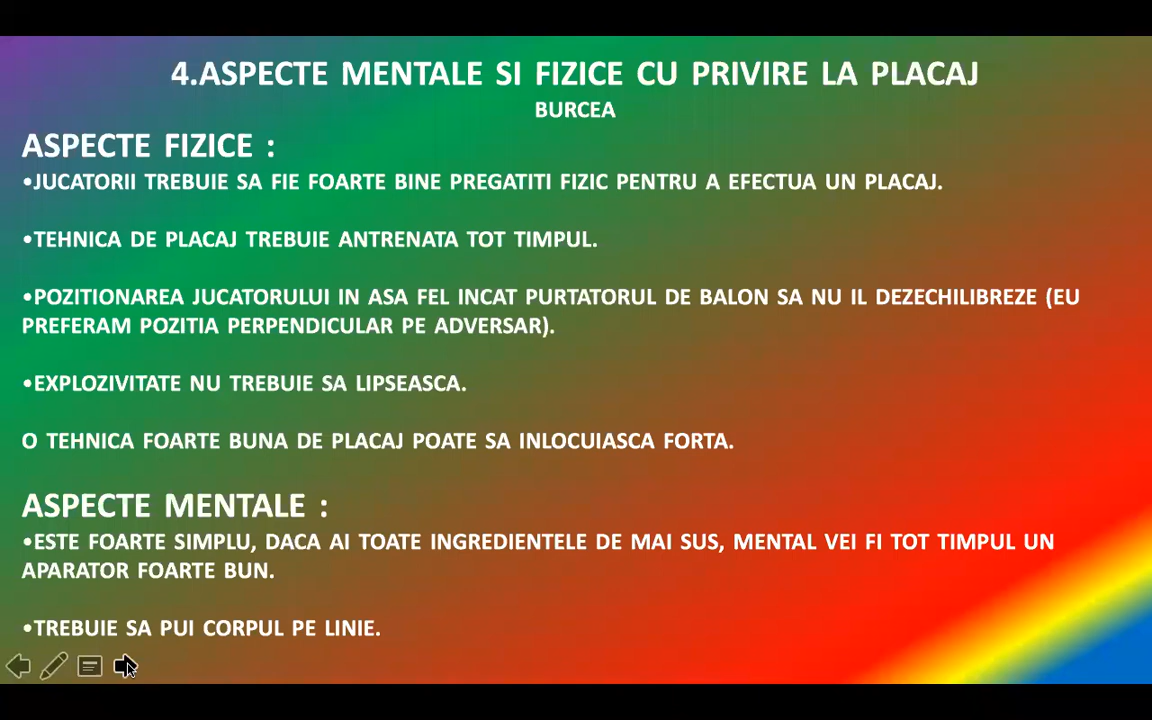 4.ASPECTE MENTALE SI FIZICE CU PRIVIRE LA PLACAJ
BURCEA
ASPECTE FIZICE :
•JUCATORII TREBUIE SA FIE FOARTE BINE PREGATITI FIZIC PENTRU A EFECTUA UN PLACAJ.
•TEHNICA DE PLACAJ TREBUIE ANTRENATA TOT TIMPUL.
•POZITIONAREA JUCATORULUI IN ASA FEL INCAT PURTATORUL DE BALON SA NU IL DEZECHILIBREZE (EU
PREFERAM POZITIA PERPENDICULAR PE ADVERSAR).
•EXPLOZIVITATE NU TREBUIE SA LIPSEASCA.
O TEHNICA FOARTE BUNA DE PLACAJ POATE SA INLOCUIASCA FORTA.
ASPECTE MENTALE :
•ESTE FOARTE SIMPLU, DACA AI TOATE INGREDIENTELE DE MAI SUS, MENTAL VEI FI TOT TIMPUL UN
APARATOR FOARTE BUN.
•TREBUIE SA PUI CORPUL PE LINIE.